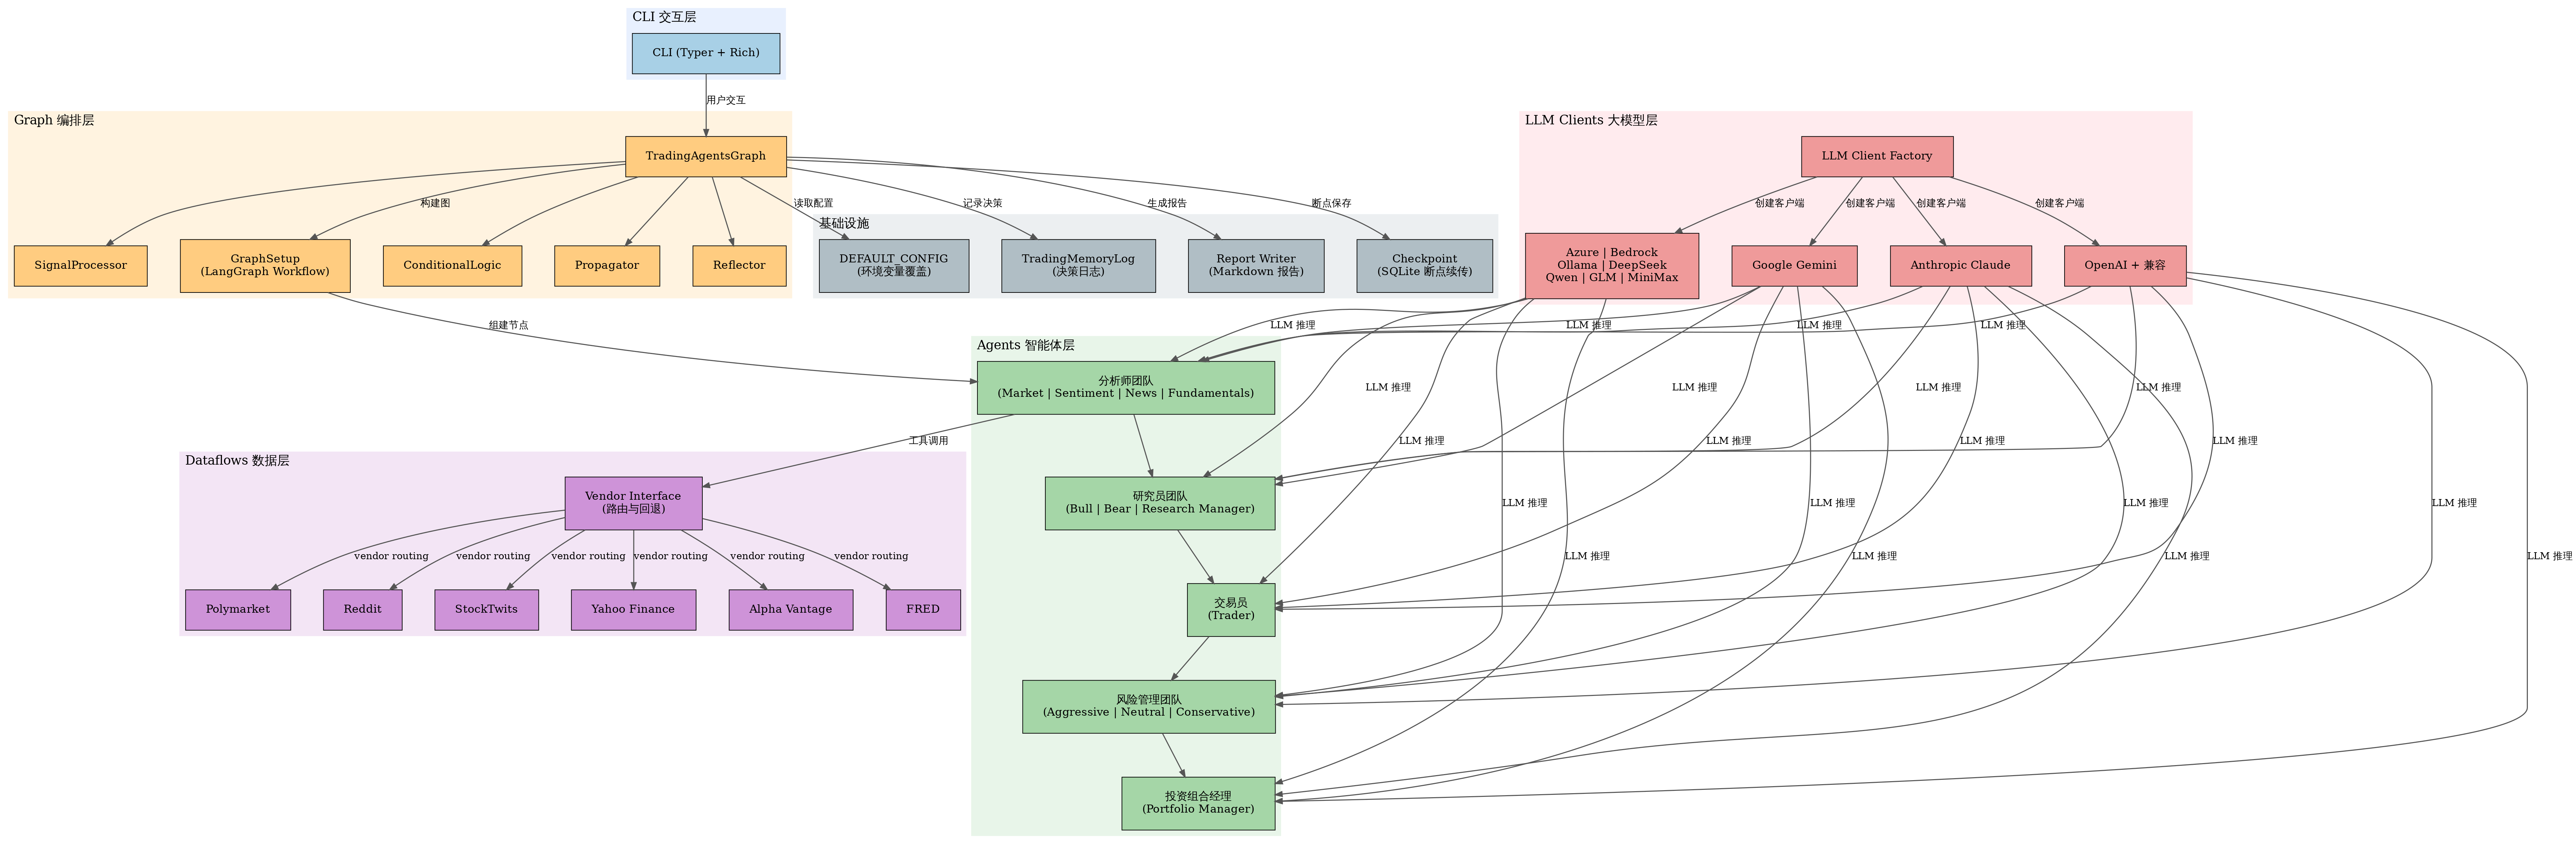 CLI 交互层
CLI (Typer + Rich)
用户交互
Graph 编排层
TradingAgentsGraph
构建图
读取配置
记录决策
生成报告
断点保存
SignalProcessor
GraphSetup
(LangGraph Workflow)
ConditionalLogic
Propagator
Reflector
基础设施
DEFAULT_CONFIG
(环境变量覆盖)
TradingMemoryLog
(决策日志)
Report Writer
(Markdown 报告)
Checkpoint
(SQLite 断点续传)
LLM Clients 大模型层
LLM Client Factory
创建客户端
创建客户端
创建客户端
创建客户端
Azure | Bedrock
Ollama | DeepSeek
Qwen | GLM | MiniMax
Google Gemini
Anthropic Claude
OpenAI + 兼容
组建节点
LLM 推理
LLM 推理
LLM 推理
LLM 推理
Agents 智能体层
分析师团队
(Market | Sentiment | News | Fundamentals)
LLM 推理
LLM 推理
LLM 推理
LLM 推理
工具调用
LLM 推理
LLM 推理
LLM 推理
LLM 推理
Dataflows 数据层
Vendor Interface
(路由与回退)
研究员团队
(Bull | Bear | Research Manager)
LLM 推理
LLM 推理
LLM 推理
LLM 推理
vendor routing
vendor routing
vendor routing
vendor routing
vendor routing
vendor routing
LLM 推理
LLM 推理
LLM 推理
LLM 推理
Polymarket
Reddit
StockTwits
Yahoo Finance
Alpha Vantage
FRED
交易员
(Trader)
风险管理团队
(Aggressive | Neutral | Conservative)
投资组合经理
(Portfolio Manager)